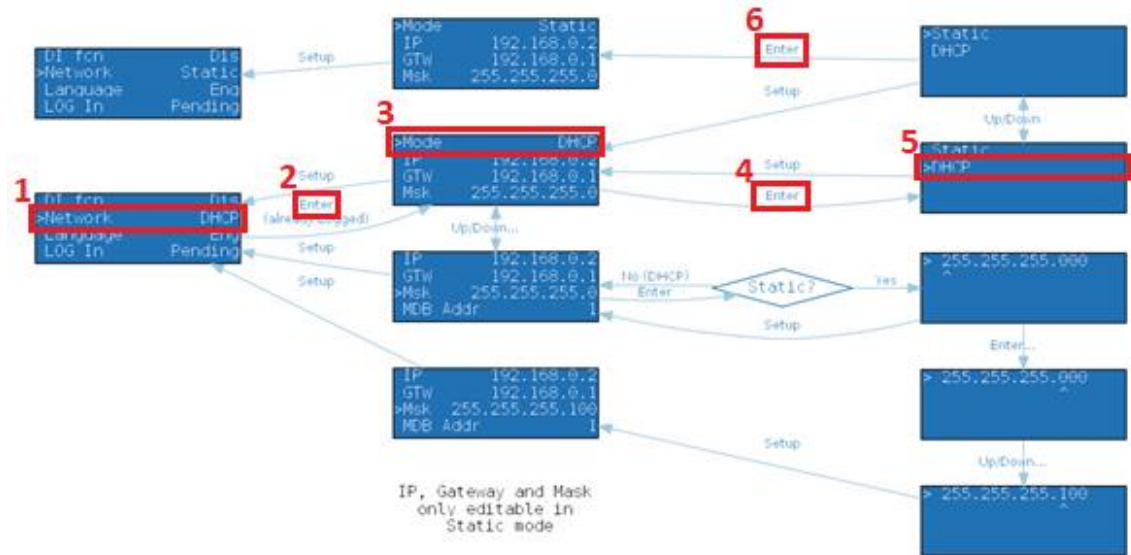 6
>Mode Static
IP 192.168.0.2
GTW 192.168.0.1
Msk 255.255.255.0
Enter
>Static
DHCP
DI fcn Dis
>Network Static
Language Eng
LOG In Pending
Setup
Setup
3
Up/Down
>Mode DHCP
IP 192.168.0.2
GTW 192.168.0.1
Msk 255.255.255.0
5
Static
>DHCP
Setup
4
Enter
1
2
Setup
Enter
(already logged)
DI fcn Dis
>Network DHCP
Language Eng
LOG In Pending
Up/Down...
Setup
Setup
IP 192.168.0.2
GTW 192.168.0.1
>Msk 255.255.255.0
MDB Addr 1
No (DHCP)
Enter
Static?
Yes
> 255.255.255.000
^
Setup
Enter...
IP 192.168.0.2
GTW 192.168.0.1
>Msk 255.255.255.100
MDB Addr 1
> 255.255.255.000
^
Setup
Up/Down...
IP, Gateway and Mask
only editable in
Static mode
> 255.255.255.100
^